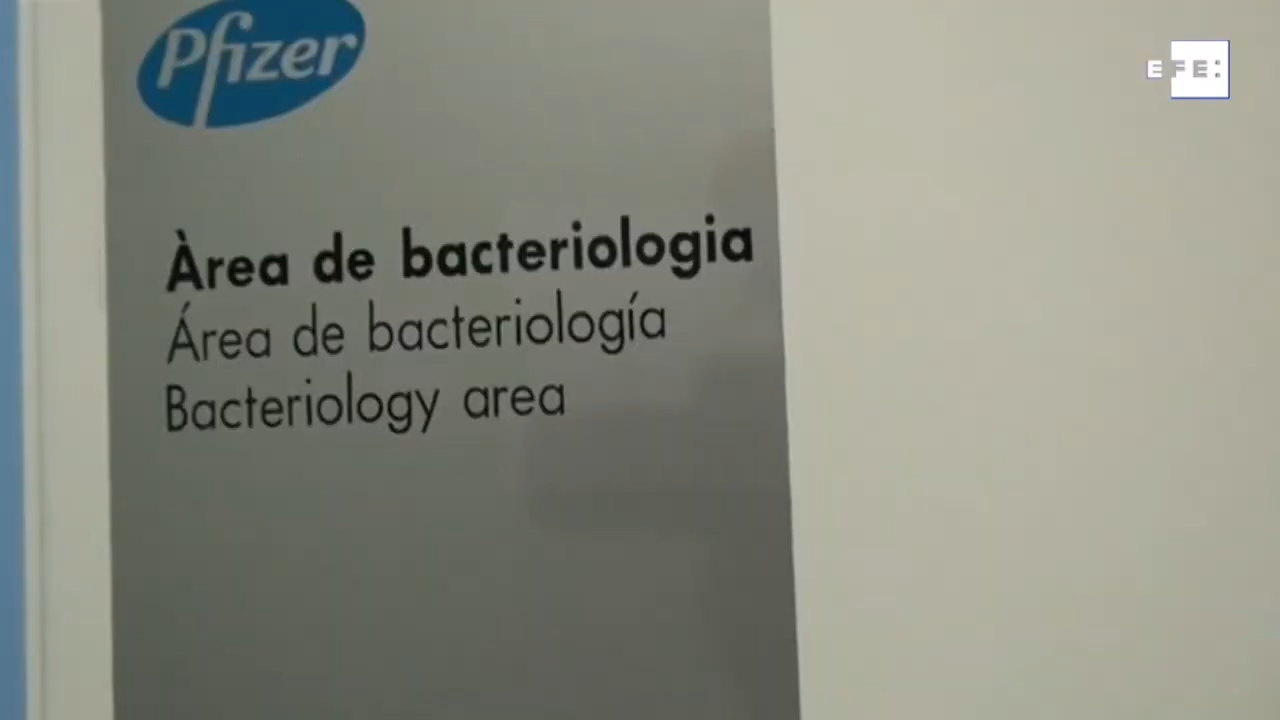 Pfizer
EFE:
Àrea de bacteriologia
Área de bacteriología
Bacteriology area